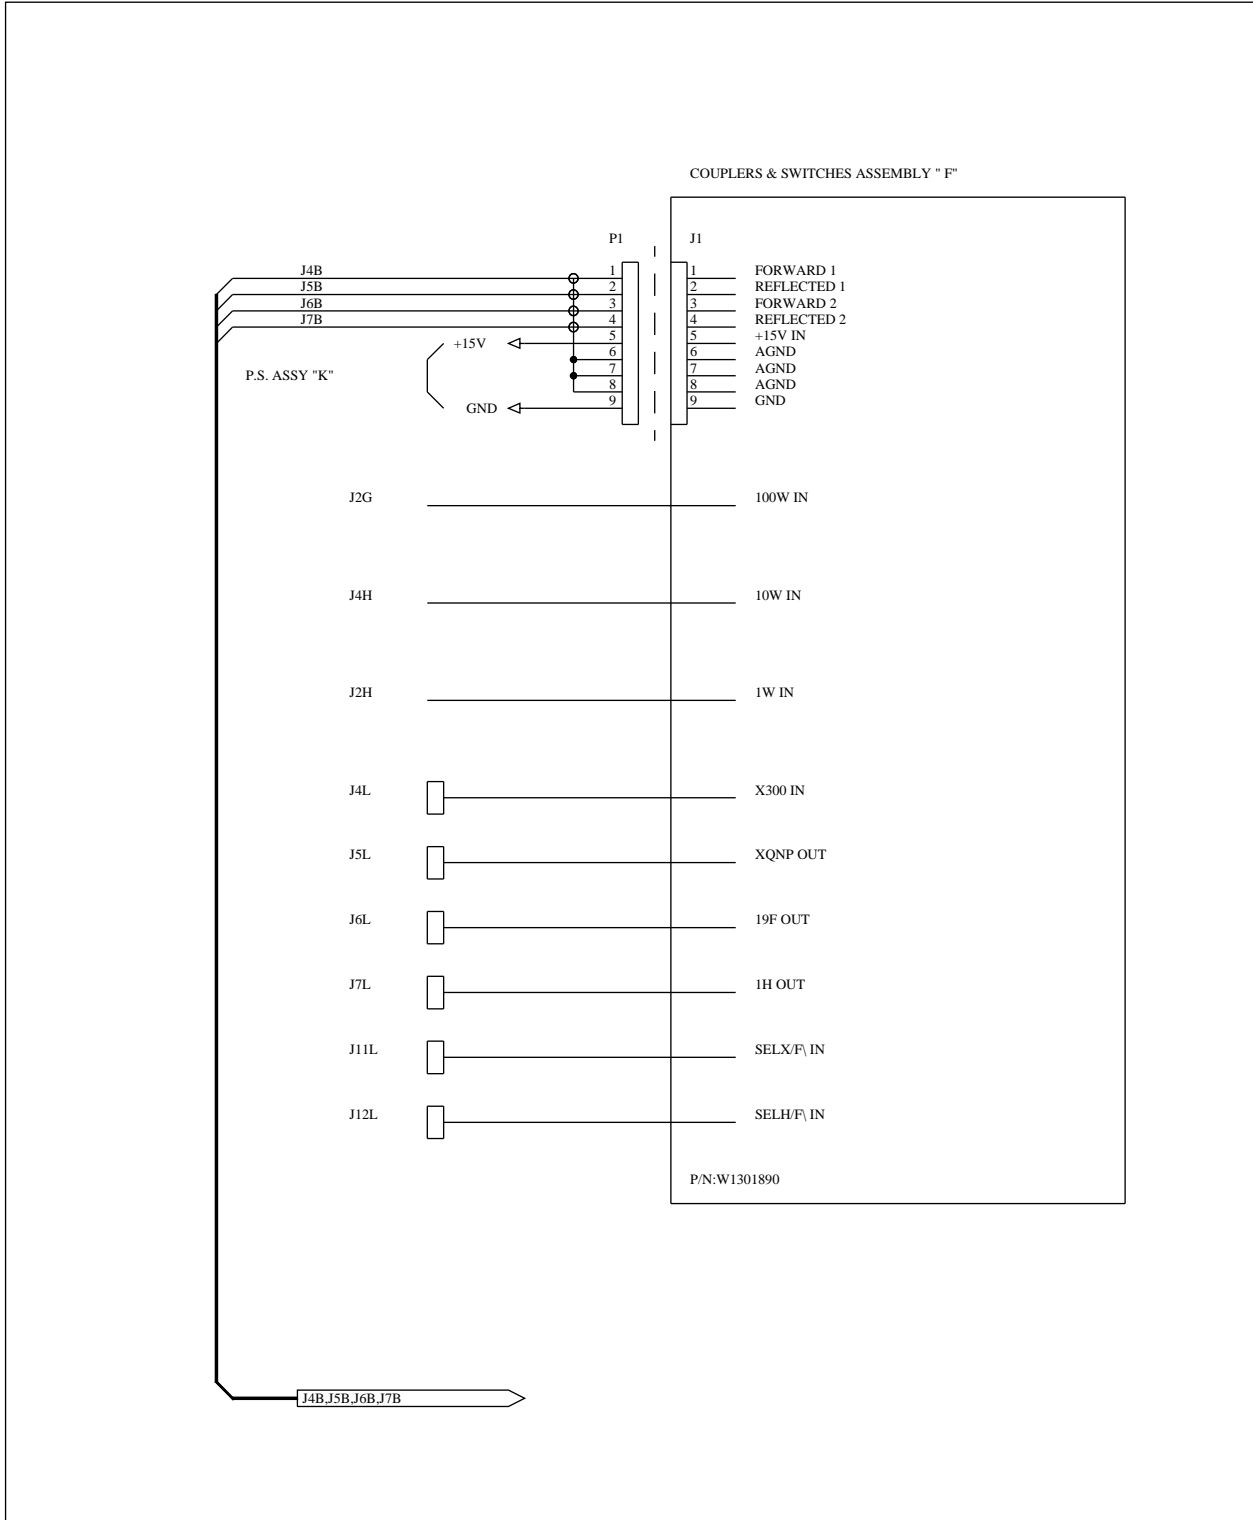 COUPLERS & SWITCHES ASSEMBLY " F"
P1 J1
J4B 1 1 FORWARD 1
J5B 2 2 REFLECTED 1
J6B 3 3 FORWARD 2
J7B 4 4 REFLECTED 2
+15V 5 5 +15V IN
6 6 AGND
P.S. ASSY "K" 7 7 AGND
8 8 AGND
GND 9 9 GND
J2G 100W IN
J4H 10W IN
J2H 1W IN
J4L X300 IN
J5L XQNP OUT
J6L 19F OUT
J7L 1H OUT
J11L SELX/F\ IN
J12L SELH/F\ IN
P/N:W1301890
J4B,J5B,J6B,J7B